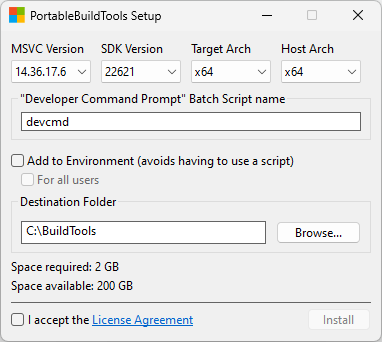 PortableBuildTools Setup
MSVC Version SDK Version Target Arch Host Arch
14.36.17.6 22621 x64 x64
"Developer Command Prompt" Batch Script name
devcmd
Add to Environment (avoids having to use a script)
For all users
Destination Folder
C:\BuildTools Browse...
Space required: 2 GB
Space available: 200 GB
I accept the License Agreement Install